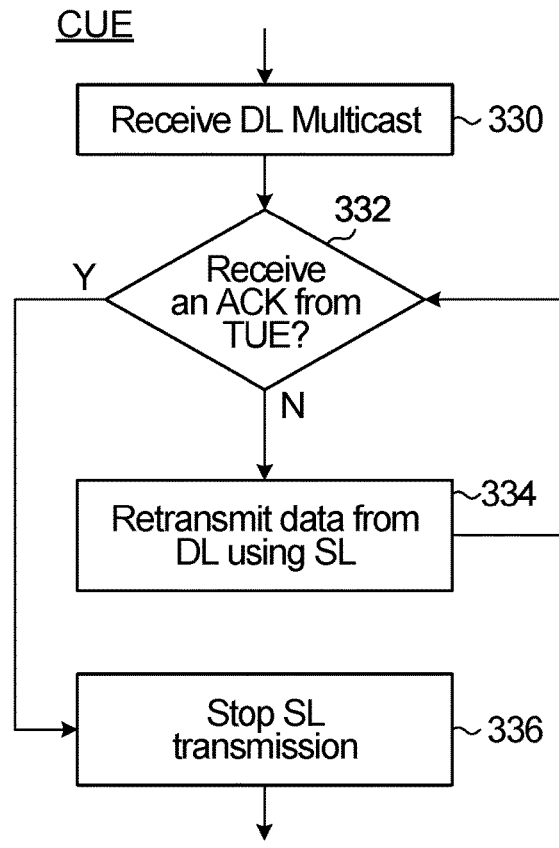 CUE
Receive DL Multicast
330
332
Receive
an ACK from
TUE?
Y
N
334
Retransmit data from
DL using SL
Stop SL
transmission
336